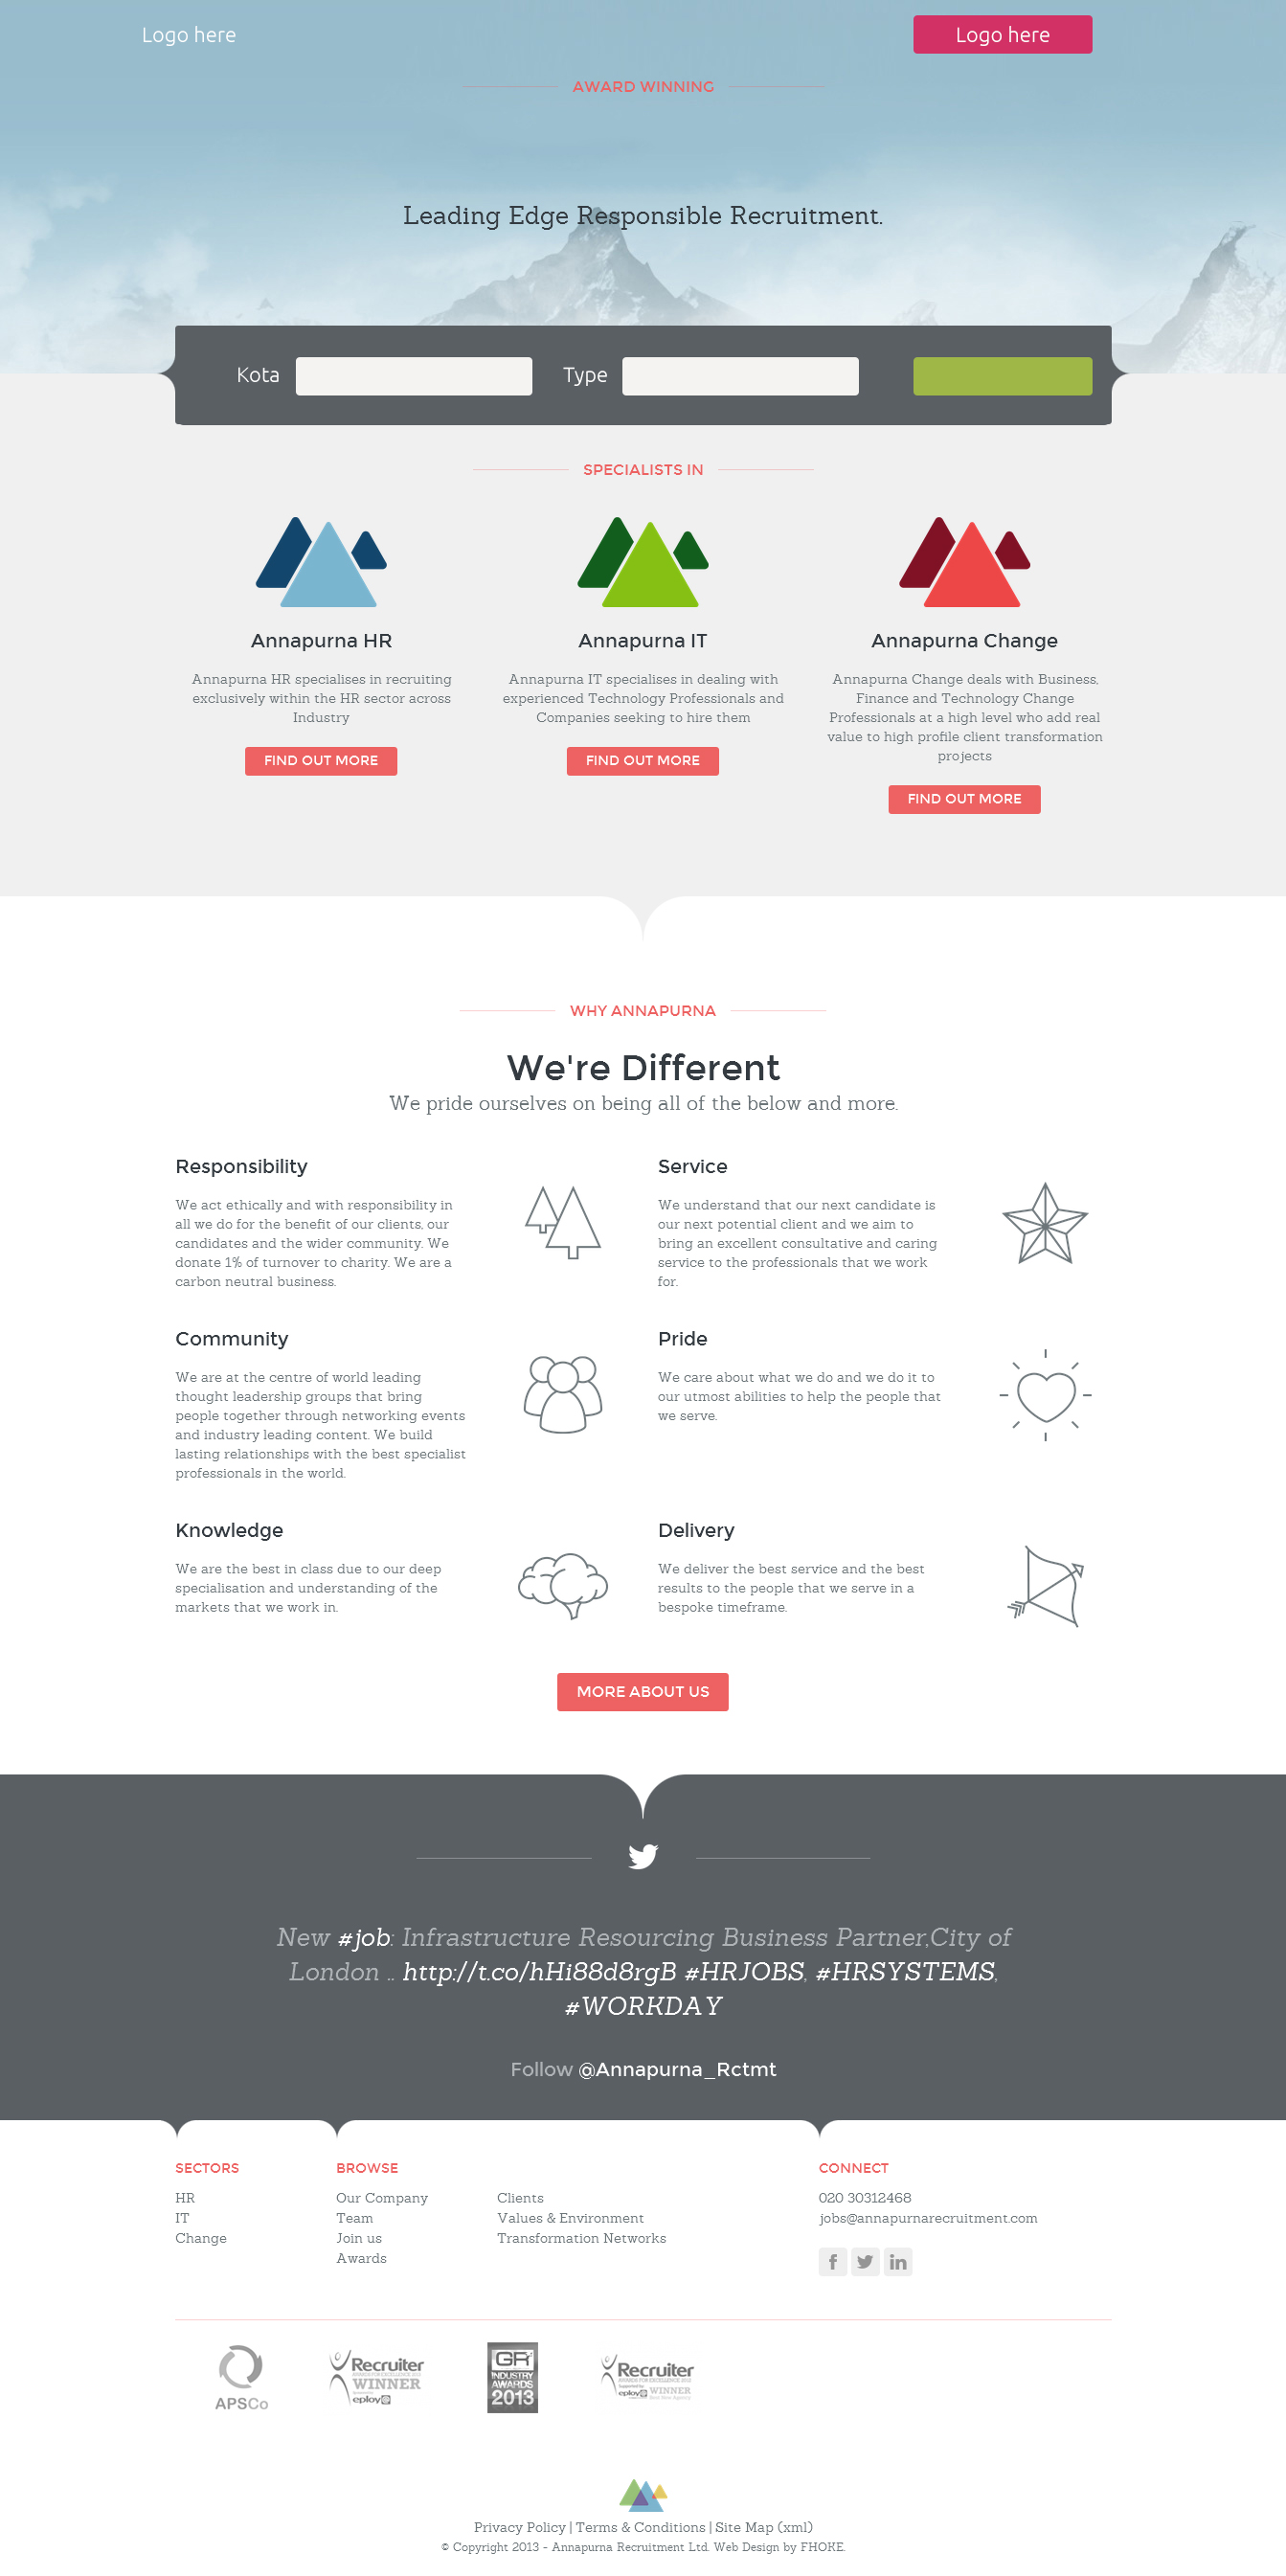 Logo here
Logo here
AWARD WINNING
Leading Edge Responsible Recruitment.
Kota
Type
SPECIALISTS IN
Annapurna HR
Annapurna HR specialises in recruiting
exclusively within the HR sector across
Industry
FIND OUT MORE
Annapurna IT
Annapurna IT specialises in dealing with
experienced Technology Professionals and
Companies seeking to hire them
FIND OUT MORE
Annapurna Change
Annapurna Change deals with Business,
Finance and Technology Change
Professionals at a high level who add real
value to high profile client transformation
projects
FIND OUT MORE
WHY ANNAPURNA
We're Different
We pride ourselves on being all of the below and more.
Responsibility
We act ethically and with responsibility in
all we do for the benefit of our clients, our
candidates and the wider community. We
donate 1% of turnover to charity. We are a
carbon neutral business.
Service
We understand that our next candidate is
our next potential client and we aim to
bring an excellent consultative and caring
service to the professionals that we work
for.
Community
We are at the centre of world leading
thought leadership groups that bring
people together through networking events
and industry leading content. We build
lasting relationships with the best specialist
professionals in the world.
Pride
We care about what we do and we do it to
our utmost abilities to help the people that
we serve.
Knowledge
We are the best in class due to our deep
specialisation and understanding of the
markets that we work in.
Delivery
We deliver the best service and the best
results to the people that we serve in a
bespoke timeframe.
MORE ABOUT US
New #job: Infrastructure Resourcing Business Partner,City of
London .. http://t.co/hHi88d8rgB #HRJOBS, #HRSYSTEMS,
#WORKDAY
Follow @Annapurna_Rctmt
SECTORS
HR
IT
Change
BROWSE
Our Company
Team
Join us
Awards
Clients
Values & Environment
Transformation Networks
CONNECT
020 30312468
jobs@annapurnarecruitment.com
APSCo
Recruiter
AWARDS FOR EXCELLENCE
WINNER
eploy
GR
INDUSTRY
AWARDS
2013
Recruiter
AWARDS FOR EXCELLENCE
Supported by
eploy WINNER
Privacy Policy | Terms & Conditions | Site Map (xml)
© Copyright 2013 - Annapurna Recruitment Ltd. Web Design by FHOKE.